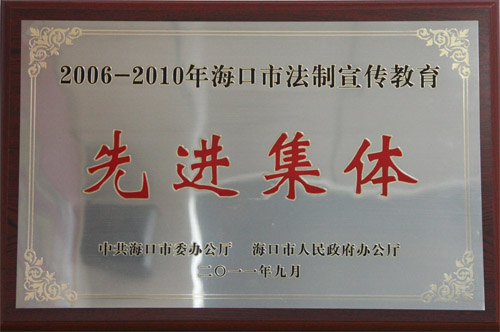 2006-2010年海口市法制宣传教育
先进集体
中共海口市委办公厅 海口市人民政府办公厅
二〇一一年九月